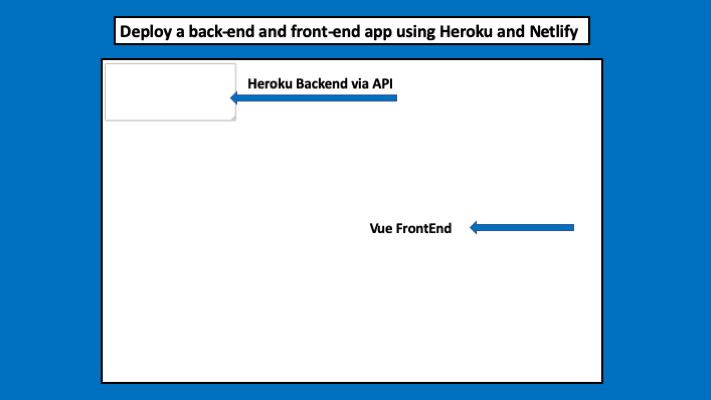 Deploy a back-end and front-end app using Heroku and Netlify
Heroku Backend via API
Vue FrontEnd